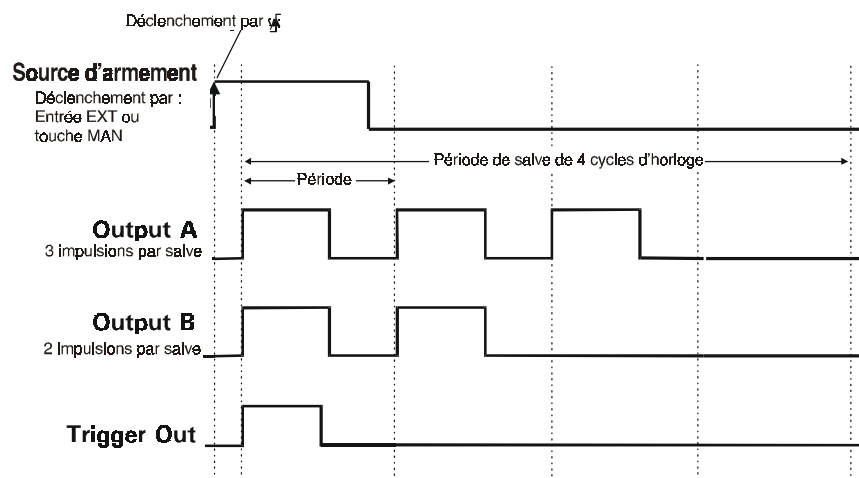 Déclenchement par
Source d'armement
Déclenchement par :
Entrée EXT ou
touche MAN
Période de salve de 4 cycles d'horloge
Période
Output A
3 impulsions par salve
Output B
2 Impulsions par salve
Trigger Out